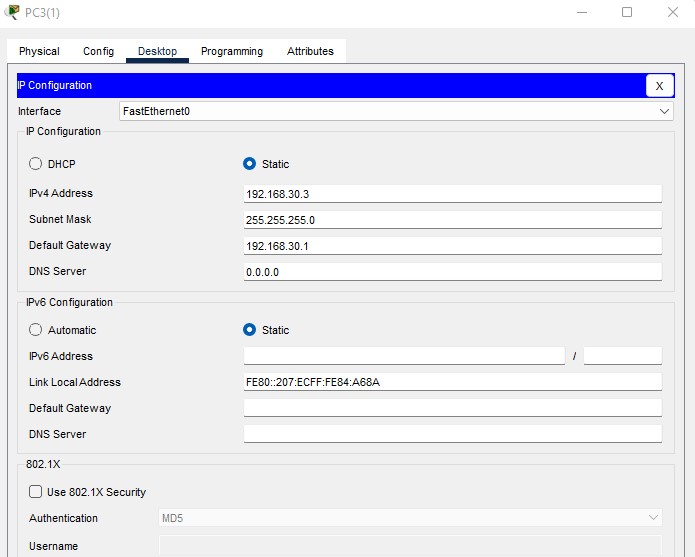 PC3(1)
Physical Config Desktop Programming Attributes
IP Configuration X
Interface FastEthernet0
IP Configuration
DHCP Static
IPv4 Address 192.168.30.3
Subnet Mask 255.255.255.0
Default Gateway 192.168.30.1
DNS Server 0.0.0.0
IPv6 Configuration
Automatic Static
IPv6 Address /
Link Local Address FE80::207:ECFF:FE84:A68A
Default Gateway
DNS Server
802.1X
Use 802.1X Security
Authentication MD5
Username